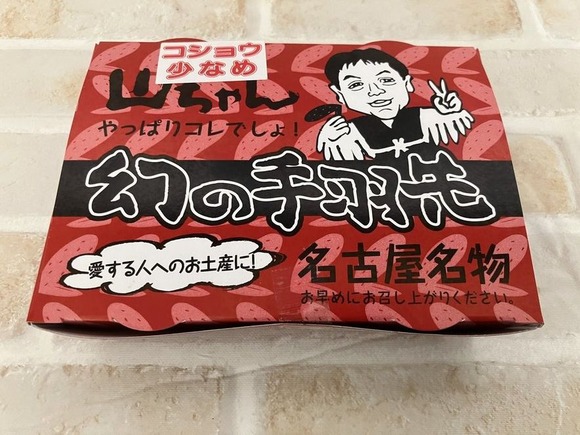 コショウ
少なめ
山ちゃん
やっぱりコレでしょ!
幻の手羽先
愛する人へのお土産に!
名古屋名物
お早めにお召し上がりください。